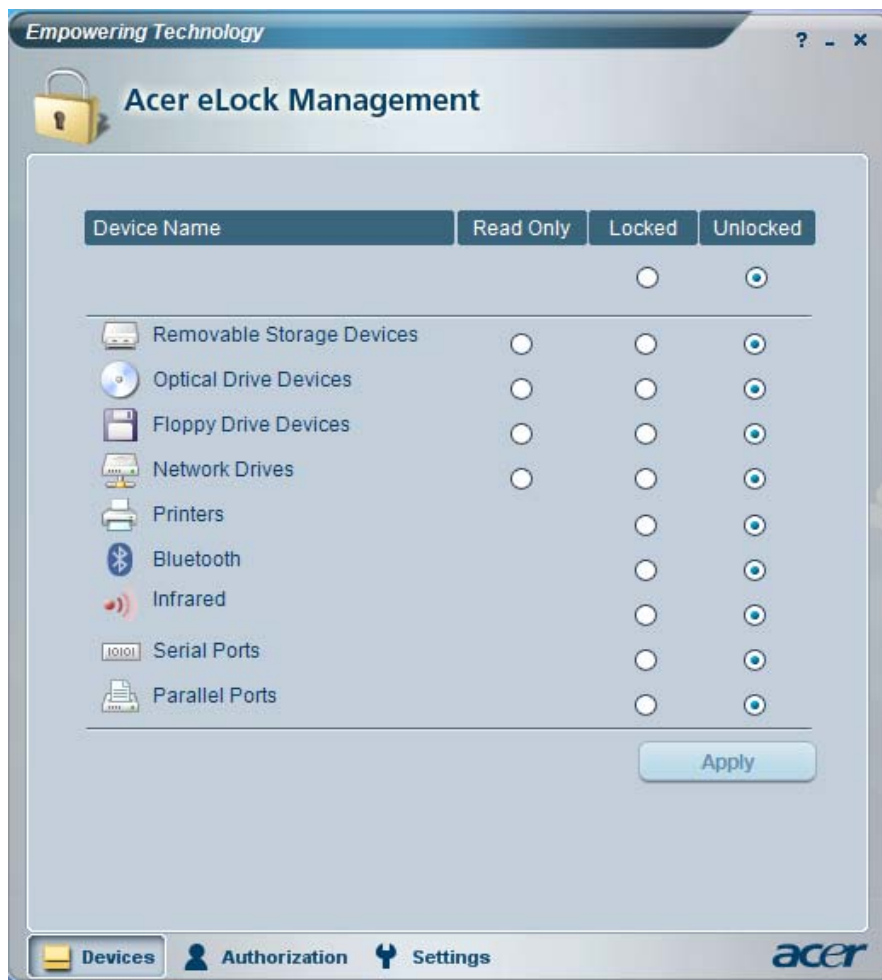 Empowering Technology
? - ×
Acer eLock Management
Device Name Read Only Locked Unlocked
Removable Storage Devices
Optical Drive Devices
Floppy Drive Devices
Network Drives
Printers
Bluetooth
Infrared
10101 Serial Ports
Parallel Ports
Apply
Devices Authorization Settings acer